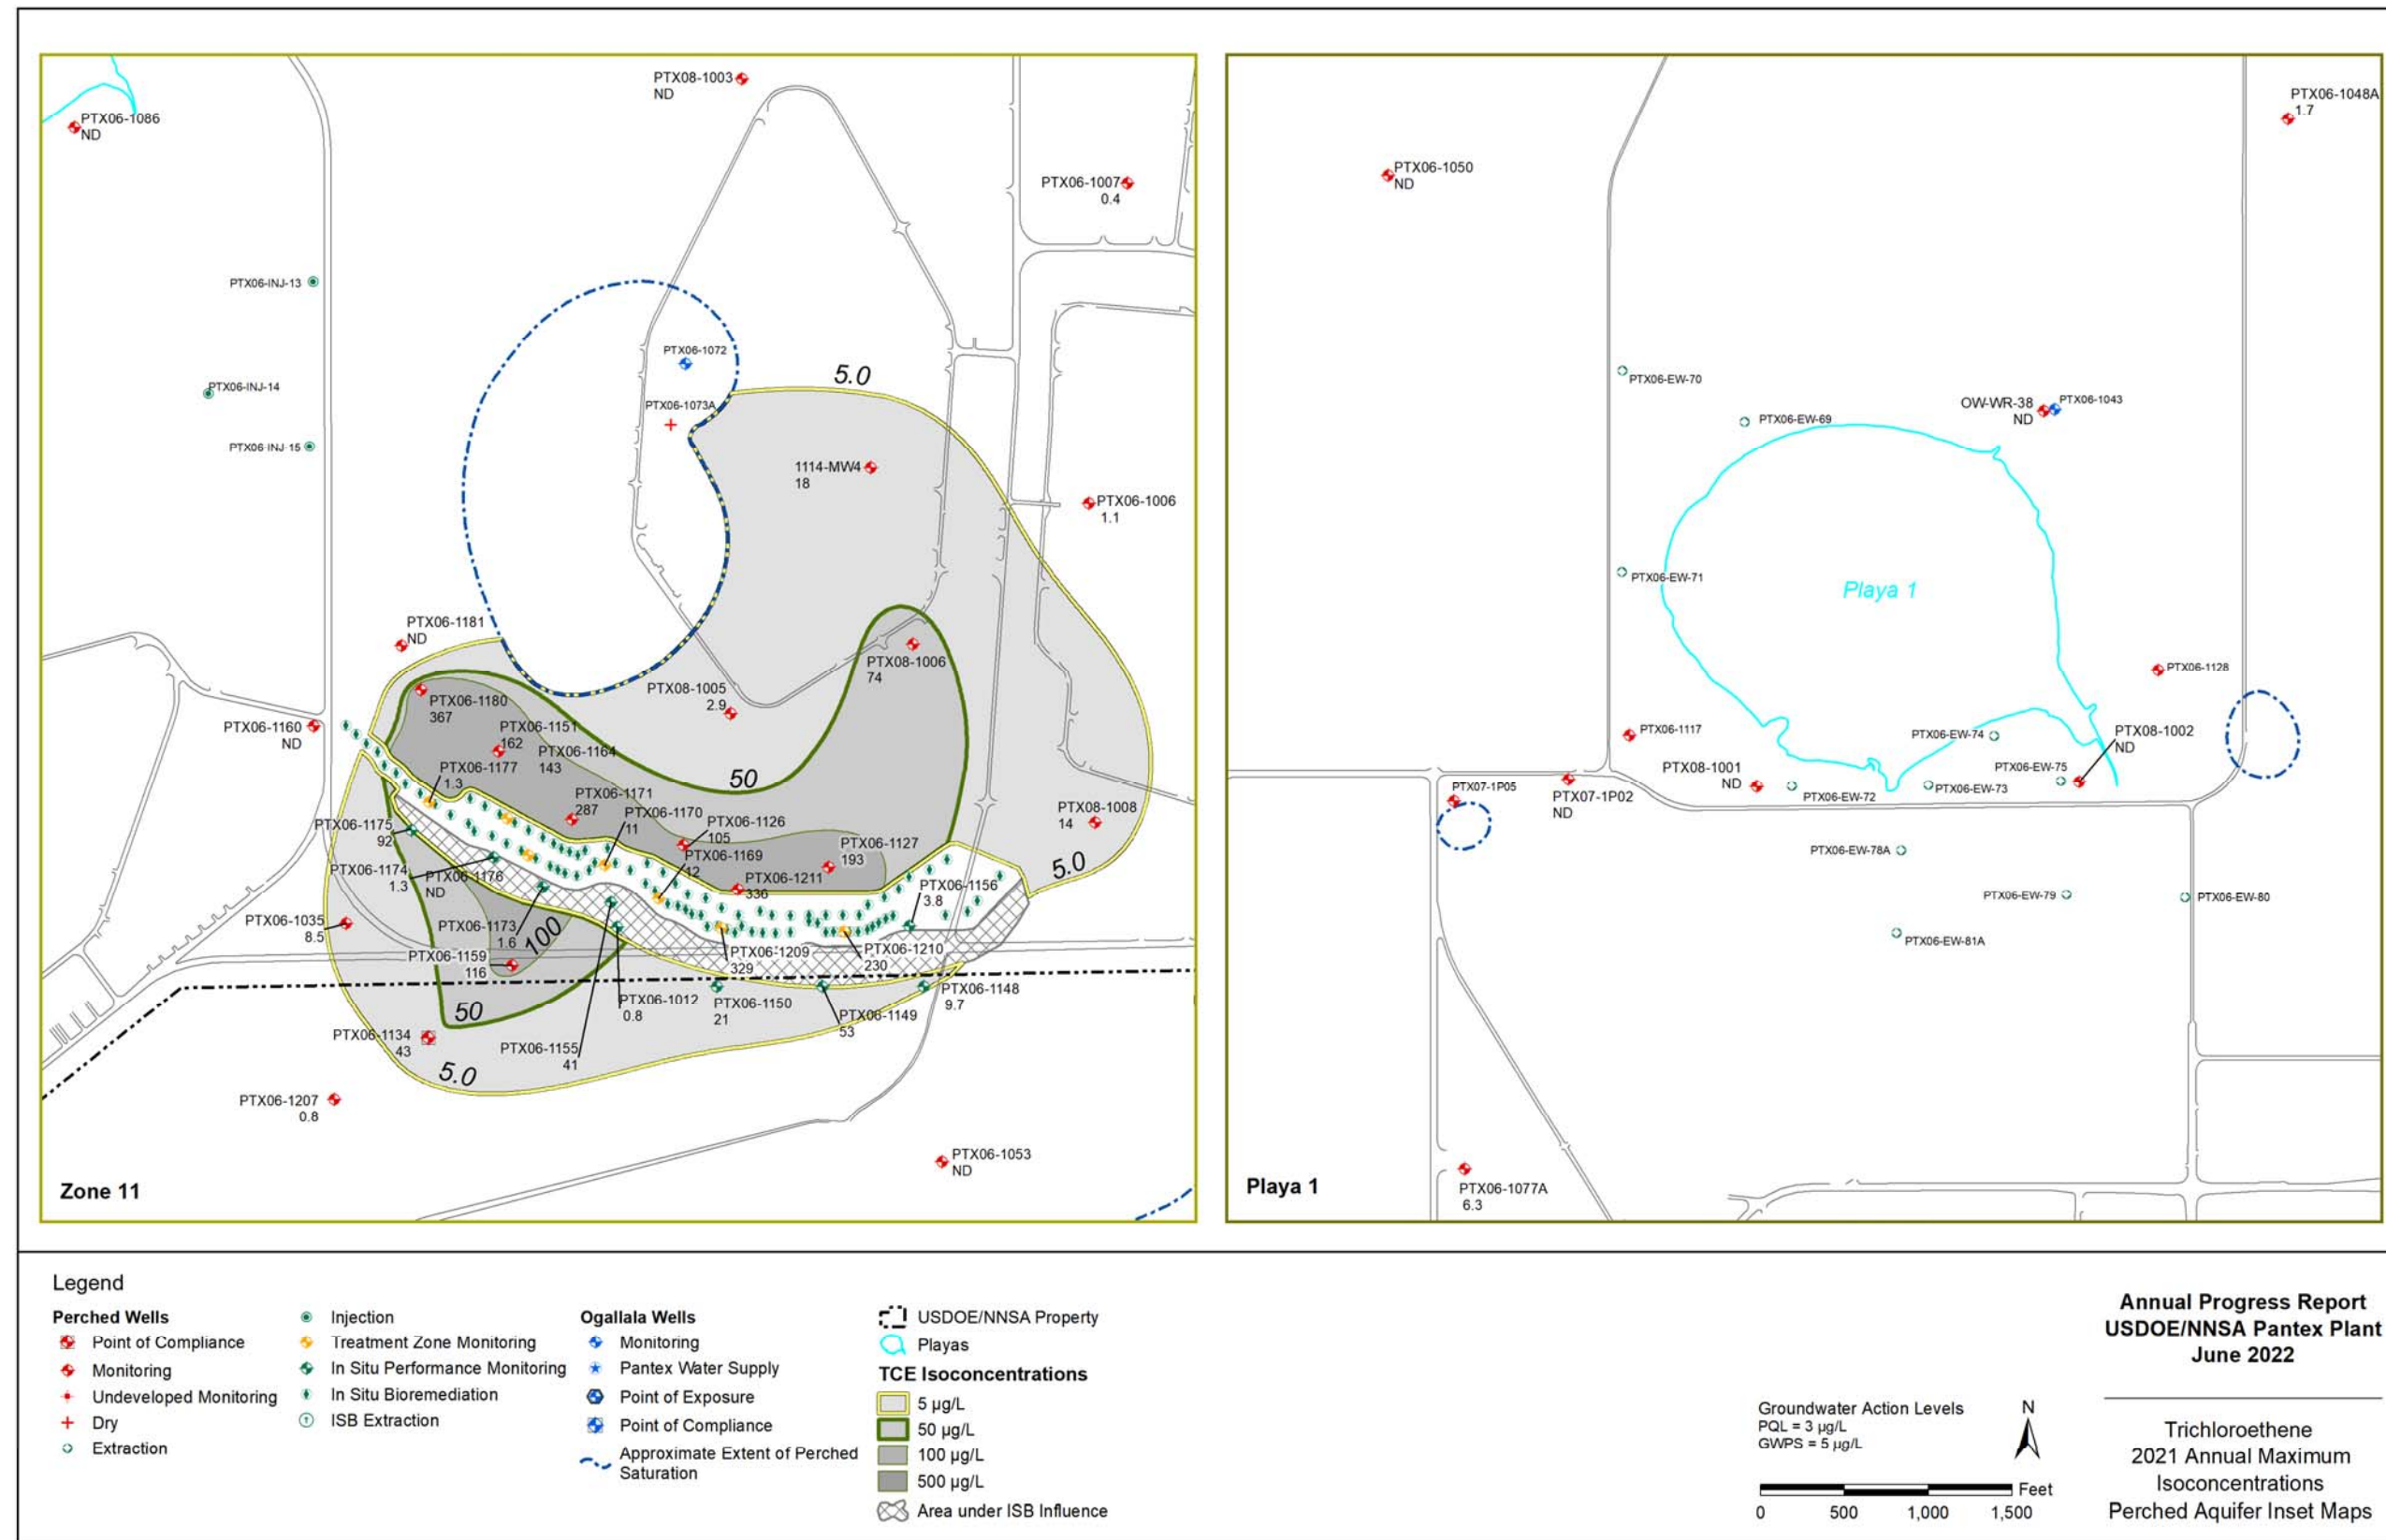 PTX08-1003
ND
PTX06-1086
ND
PTX06-1007
0.4
PTX06-INJ-13
PTX06-1072
PTX06-INJ-14
5.0
PTX06-1073A
PTX06-INJ-15
1114-MW4
18
PTX06-1006
1.1
PTX06-1181
ND
PTX08-1006
74
PTX08-1005
2.9
PTX06-1180
367
PTX06-1160
ND
PTX06-1151
162
PTX06-1164
143
PTX06-1177
1.3
50
PTX06-1171
287
PTX06-1170
11
PTX08-1008
14
PTX06-1175
92
PTX06-1126
105
PTX06-1127
193
PTX06-1169
12
PTX06-1174
1.3
PTX06-1176
ND
PTX06-1211
336
5.0
PTX06-1156
3.8
PTX06-1035
8.5
PTX06-1173
1.6
100
PTX06-1159
116
PTX06-1209
329
PTX06-1210
230
PTX06-1012
0.8
PTX06-1150
21
PTX06-1148
9.7
50
PTX06-1149
53
PTX06-1134
43
PTX06-1155
41
5.0
PTX06-1207
0.8
PTX06-1053
ND
Zone 11
PTX06-1048A
1.7
PTX06-1050
ND
PTX06-EW-70
OW-WR-38
ND
PTX06-1043
PTX06-EW-69
PTX06-EW-71
Playa 1
PTX06-1128
PTX06-1117
PTX06-EW-74
PTX08-1002
ND
PTX08-1001
ND
PTX06-EW-75
PTX07-1P05
PTX07-1P02
ND
PTX06-EW-72
PTX06-EW-73
PTX06-EW-78A
PTX06-EW-79
PTX06-EW-80
PTX06-EW-81A
PTX06-1077A
6.3
Playa 1
Legend
Perched Wells
Point of Compliance
Monitoring
Undeveloped Monitoring
Dry
Extraction
Injection
Treatment Zone Monitoring
In Situ Performance Monitoring
In Situ Bioremediation
ISB Extraction
Ogallala Wells
Monitoring
Pantex Water Supply
Point of Exposure
Point of Compliance
Approximate Extent of Perched
Saturation
USDOE/NNSA Property
Playas
TCE Isoconcentrations
5 µg/L
50 µg/L
100 µg/L
500 µg/L
Area under ISB Influence
Groundwater Action Levels
PQL = 3 µg/L
GWPS = 5 µg/L
N
Feet
0 500 1,000 1,500
Annual Progress Report
USDOE/NNSA Pantex Plant
June 2022
Trichloroethene
2021 Annual Maximum
Isoconcentrations
Perched Aquifer Inset Maps